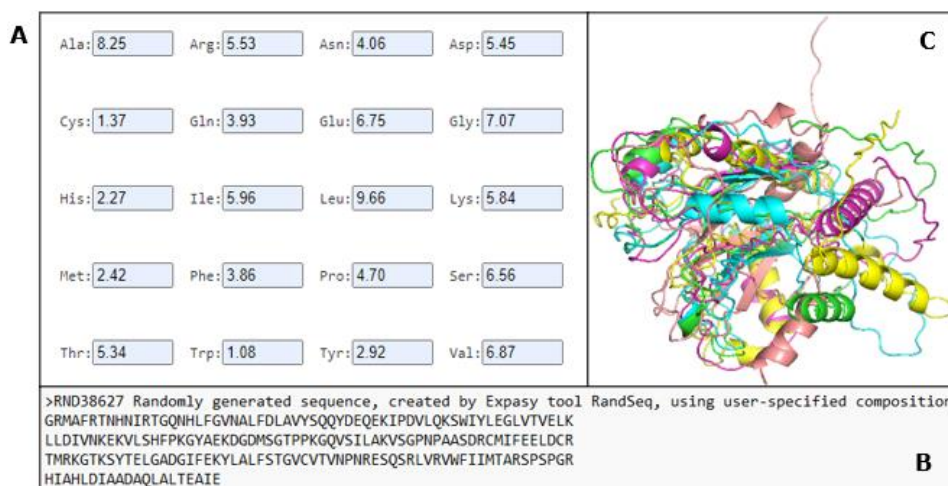 A
Ala: 8.25 Arg: 5.53 Asn: 4.06 Asp: 5.45
Cys: 1.37 Gln: 3.93 Glu: 6.75 Gly: 7.07
His: 2.27 Ile: 5.96 Leu: 9.66 Lys: 5.84
Met: 2.42 Phe: 3.86 Pro: 4.70 Ser: 6.56
Thr: 5.34 Trp: 1.08 Tyr: 2.92 Val: 6.87
C
>RND38627 Randomly generated sequence, created by Expasy tool RandSeq, using user-specified composition
GRMAFRTNHNIRTGQNHLFGVNALFDLAVYSQQYDEQEKIPDVLQKSWIYLEGLVTVELK
LLDIVNKEKVLSHFPKGYAEKDGDMSGTPPKGQVSILAKVSGPNPAASDRCMIFEELDCR
TMRKGTKSYTELGADGIFEKYLALFSTGVCVTVNPNRESQSRLVRVWFIIMTARSPSPGR
HIAHLDIAADAQLALTEAIE
B